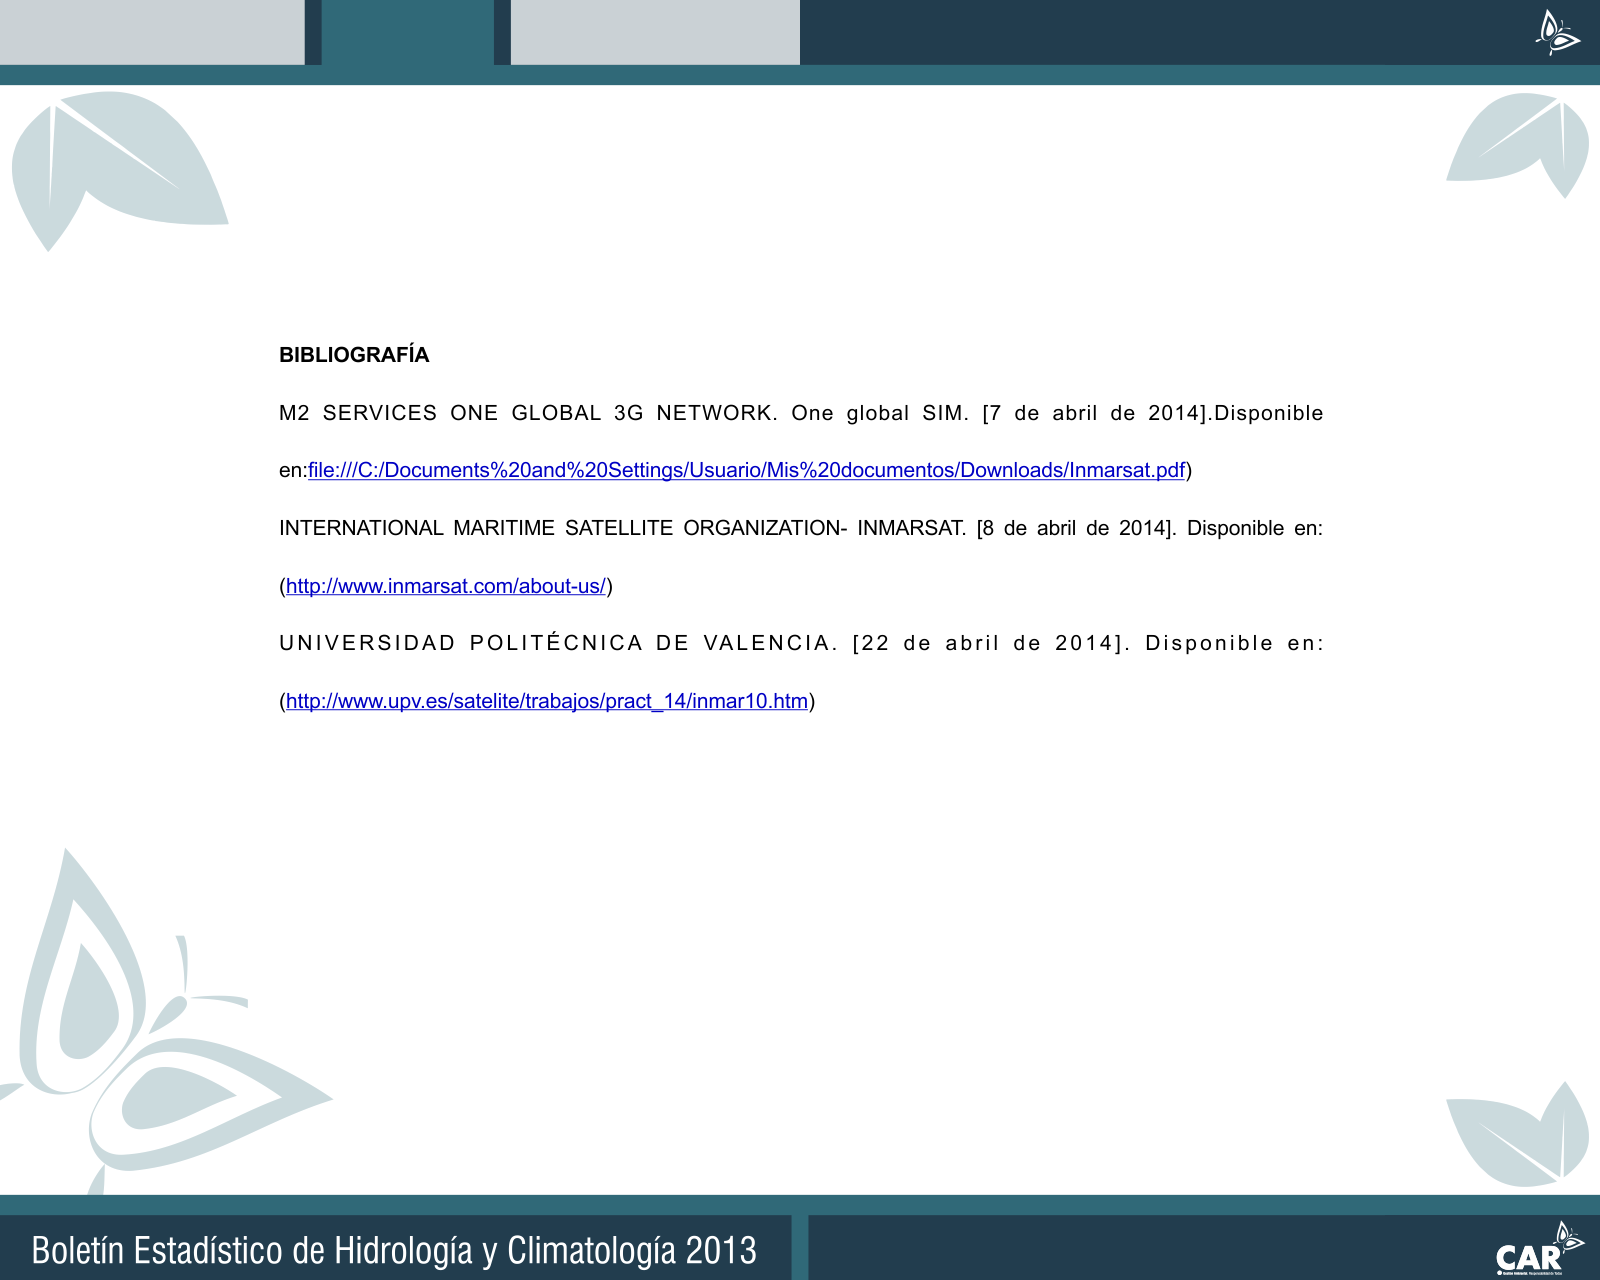 BIBLIOGRAFÍA
M2 SERVICES ONE GLOBAL 3G NETWORK. One global SIM. [7 de abril de 2014].Disponible
en:file:///C:/Documents%20and%20Settings/Usuario/Mis%20documentos/Downloads/Inmarsat.pdf)
INTERNATIONAL MARITIME SATELLITE ORGANIZATION- INMARSAT. [8 de abril de 2014]. Disponible en:
(http://www.inmarsat.com/about-us/)
UNIVERSIDAD POLITÉCNICA DE VALENCIA. [22 de abril de 2014]. Disponible en:
(http://www.upv.es/satelite/trabajos/pract_14/inmar10.htm)
Boletín Estadístico de Hidrología y Climatología 2013
CAR